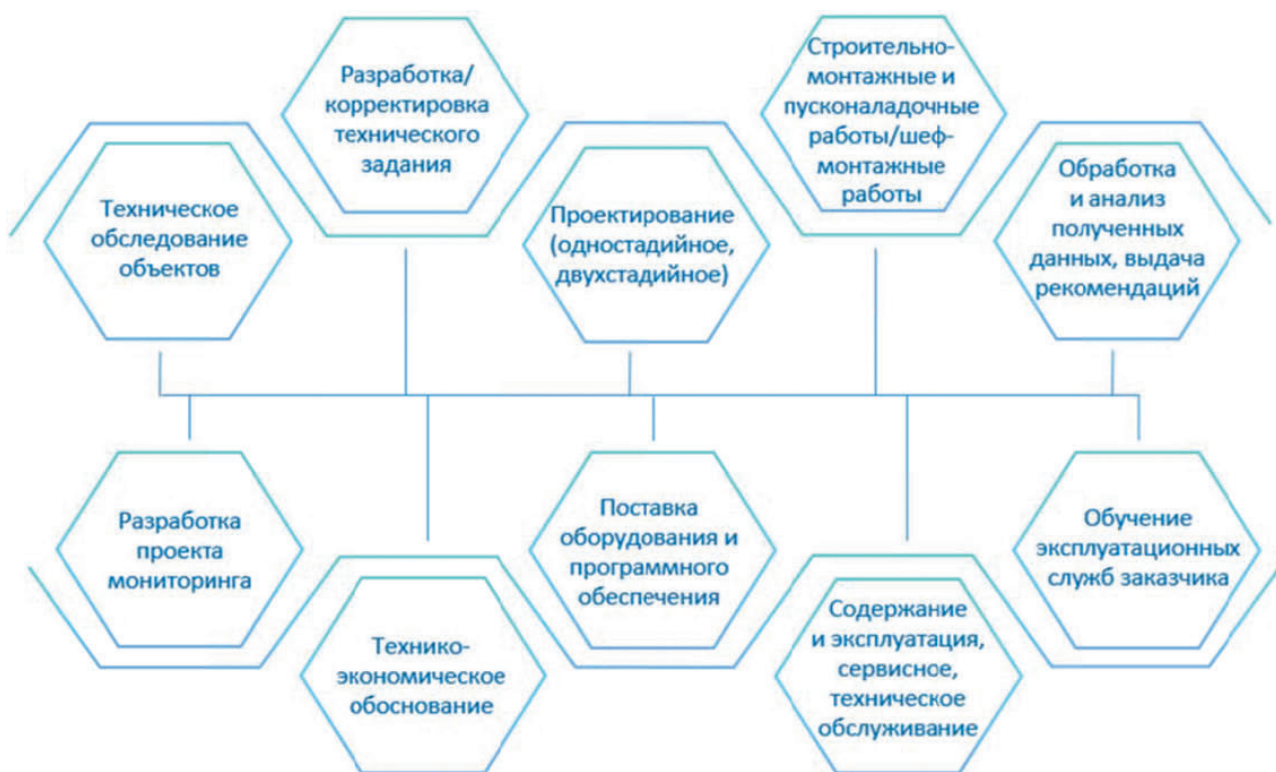 Техническое
обследование
объектов
Разработка/
корректировка
технического
задания
Проектирование
(одностадийное,
двухстадийное)
Строительно-
монтажные и
пусконаладочные
работы/шеф-
монтажные
работы
Обработка
и анализ
полученных
данных, выдача
рекомендаций
Разработка
проекта
мониторинга
Технико-
экономическое
обоснование
Поставка
оборудования и
программного
обеспечения
Содержание
и эксплуатация,
сервисное,
техническое
обслуживание
Обучение
эксплуатационных
служб заказчика